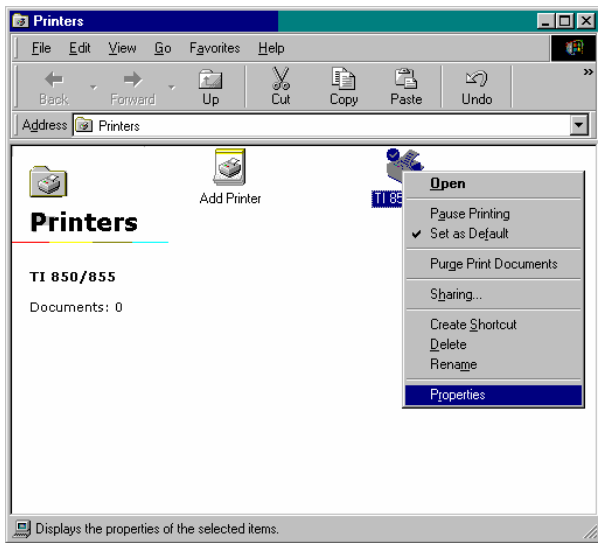 Printers
File Edit View Go Favorites Help
Back Forward Up Cut Copy Paste Undo »
Address Printers
Add Printer
TI 85
Printers
TI 850/855
Documents: 0
Open
Pause Printing
Set as Default
Purge Print Documents
Sharing...
Create Shortcut
Delete
Rename
Properties
Displays the properties of the selected items.